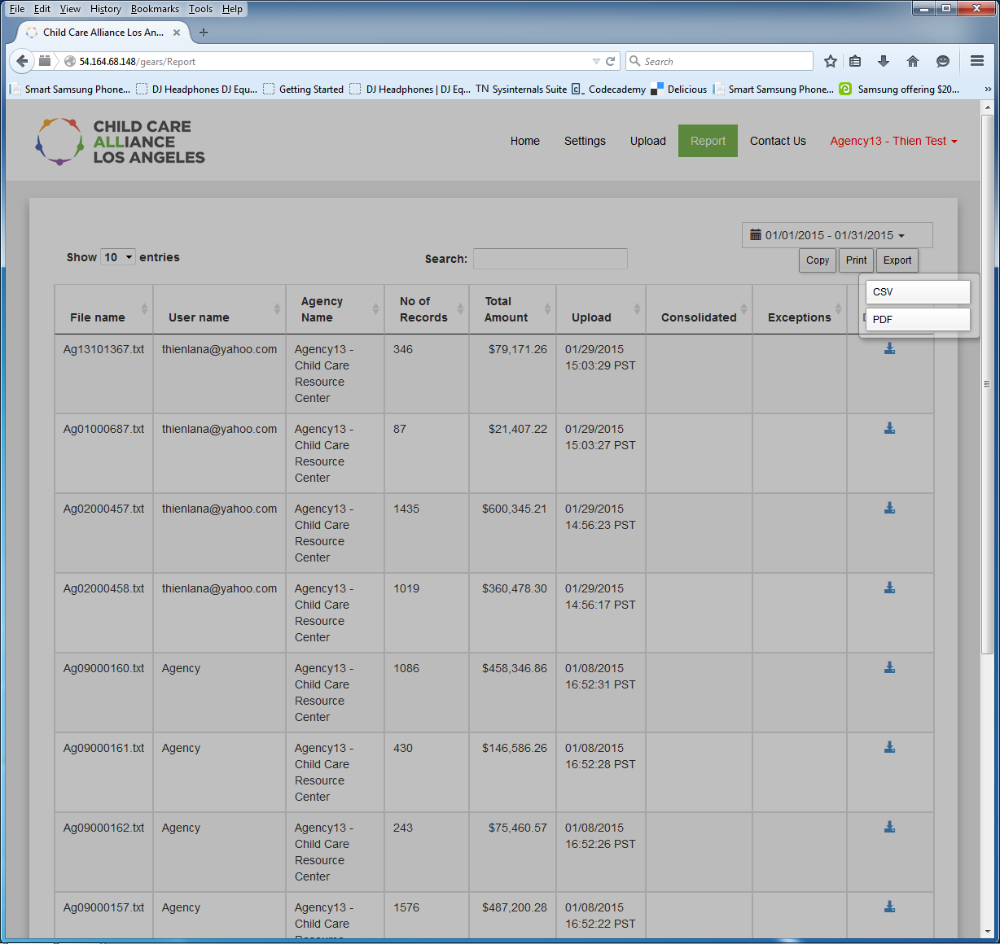 File Edit View History Bookmarks Tools Help
Child Care Alliance Los An...
54.164.68.148/gears/Report
Search
Smart Samsung Phone... DJ Headphones DJ Equ... Getting Started DJ Headphones | DJ Eq... TN Sysinternals Suite Codecademy Delicious Smart Samsung Phone... Samsung offering $20...
CHILD CARE
ALLIANCE
LOS ANGELES
Home Settings Upload Report Contact Us Agency13 - Thien Test
01/01/2015 - 01/31/2015
Show 10 entries
Search:
Copy Print Export
CSV
PDF
File name User name Agency Name No of Records Total Amount Upload Consolidated Exceptions D
Ag13101367.txt thienlana@yahoo.com Agency13 - 346 $79,171.26 01/29/2015
Child Care 15:03:29 PST
Resource
Center
Ag01000687.txt thienlana@yahoo.com Agency13 - 87 $21,407.22 01/29/2015
Child Care 15:03:27 PST
Resource
Center
Ag02000457.txt thienlana@yahoo.com Agency13 - 1435 $600,345.21 01/29/2015
Child Care 14:56:23 PST
Resource
Center
Ag02000458.txt thienlana@yahoo.com Agency13 - 1019 $360,478.30 01/29/2015
Child Care 14:56:17 PST
Resource
Center
Ag09000160.txt Agency Agency13 - 1086 $458,346.86 01/08/2015
Child Care 16:52:31 PST
Resource
Center
Ag09000161.txt Agency Agency13 - 430 $146,586.26 01/08/2015
Child Care 16:52:28 PST
Resource
Center
Ag09000162.txt Agency Agency13 - 243 $75,460.57 01/08/2015
Child Care 16:52:26 PST
Resource
Center
Ag09000157.txt Agency Agency13 - 1576 $487,200.28 01/08/2015
Child Care 16:52:22 PST